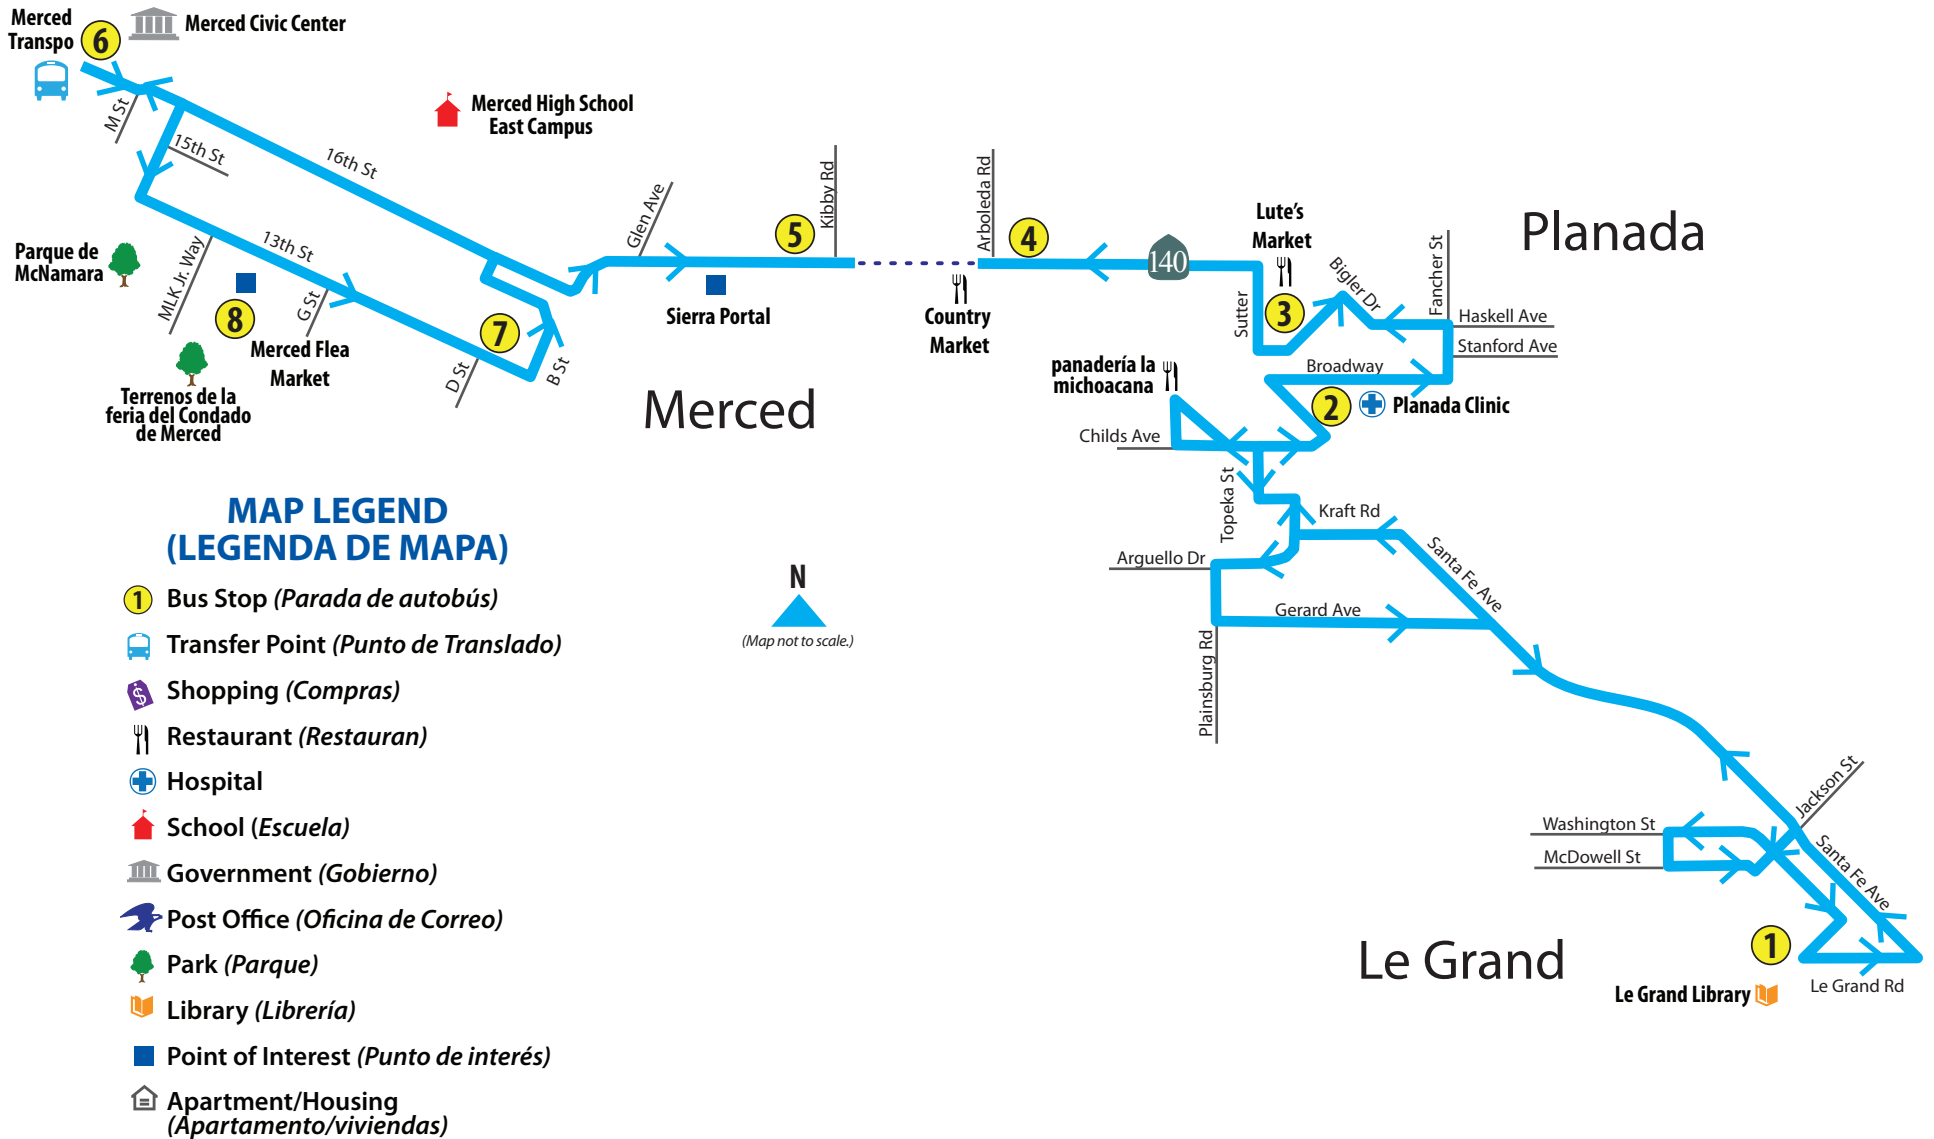 Merced
Transpo
6
Merced Civic Center
M St
15th St
16th St
Merced High School
East Campus
Parque de
McNamara
MLK Jr. Way
13th St
G St
8
Merced Flea
Market
Terrenos de la
feria del Condado
de Merced
7
D St
B St
Glen Ave
Sierra Portal
5
Kibby Rd
Merced
Arboleda Rd
4
Country
Market
140
Lute's
Market
Sutter
3
Bigler Dr
Fancher St
Planada
Haskell Ave
Stanford Ave
Broadway
panadería la
michoacana
2
Planada Clinic
Childs Ave
Topeka St
Kraft Rd
Arguello Dr
Santa Fe Ave
Gerard Ave
Plainsburg Rd
Jackson St
Washington St
McDowell St
Santa Fe Ave
Le Grand
1
Le Grand Library
Le Grand Rd
N
(Map not to scale.)
MAP LEGEND
(LEGENDA DE MAPA)
1 Bus Stop (Parada de autobús)
Transfer Point (Punto de Translado)
$ Shopping (Compras)
Restaurant (Restauran)
Hospital
School (Escuela)
Government (Gobierno)
Post Office (Oficina de Correo)
Park (Parque)
Library (Librería)
Point of Interest (Punto de interés)
Apartment/Housing
(Apartamento/viviendas)